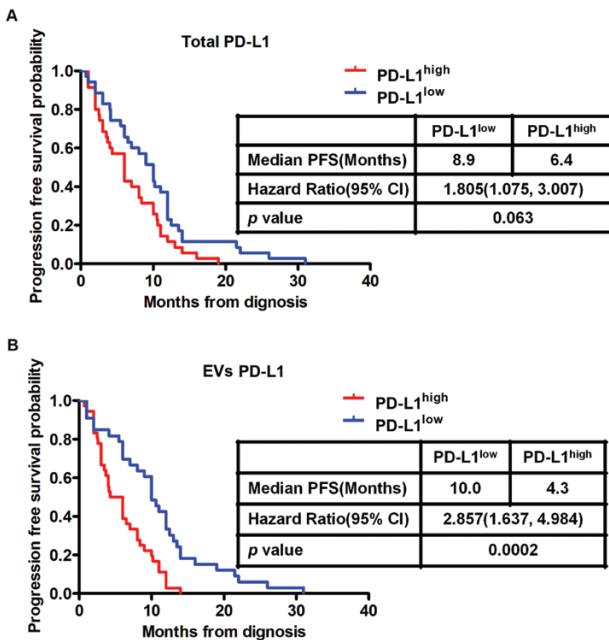 A
Total PD-L1
PD-L1high
PD-L1low
Progression free survival probability
1.0
0.8
0.6
0.4
0.2
0.0
0 10 20 30 40
Months from dignosis
PD-L1low PD-L1high
Median PFS(Months) 8.9 6.4
Hazard Ratio(95% CI) 1.805(1.075, 3.007)
p value 0.063
B
EVs PD-L1
PD-L1high
PD-L1low
Progression free survival probability
1.0
0.8
0.6
0.4
0.2
0.0
0 10 20 30 40
Months from dignosis
PD-L1low PD-L1high
Median PFS(Months) 10.0 4.3
Hazard Ratio(95% CI) 2.857(1.637, 4.984)
p value 0.0002